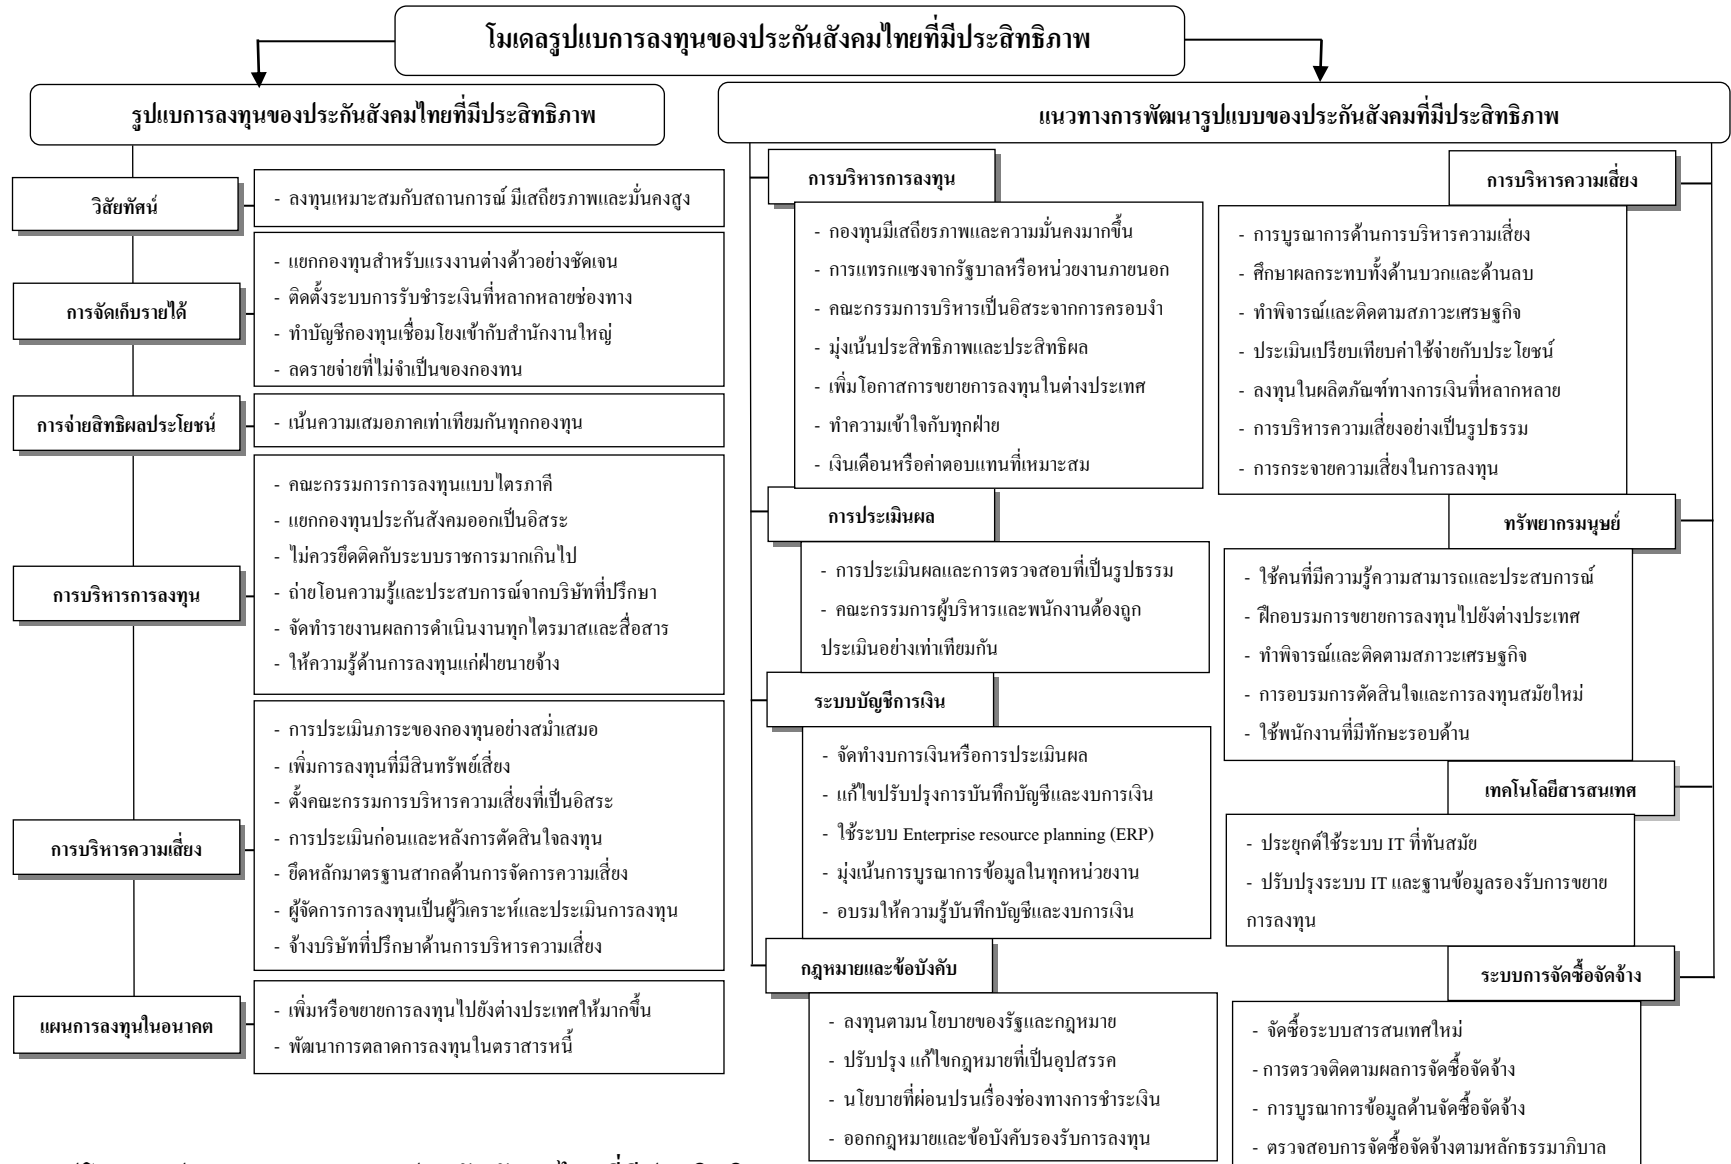 โมเดลรูปแบการลงทุนของประกันสังคมไทยที่มีประสิทธิภาพ
รูปแบการลงทุนของประกันสังคมไทยที่มีประสิทธิภาพ
วิสัยทัศน์
- ลงทุนเหมาะสมกับสถานการณ์ มีเสถียรภาพและมั่นคงสูง
การจัดเก็บรายได้
- แยกกองทุนสำหรับแรงงานต่างด้าวอย่างชัดเจน
- ติดตั้งระบบการรับชำระเงินที่หลากหลายช่องทาง
- ทำบัญชีกองทุนเชื่อมโยงเข้ากับสำนักงานใหญ่
- ลดรายจ่ายที่ไม่จำเป็นของกองทน
การจ่ายสิทธิผลประโยชน์
- เน้นความเสมอภาคเท่าเทียมกันทุกกองทุน
การบริหารการลงทุน
- คณะกรรมการการลงทุนแบบไตรภาคี
- แยกกองทุนประกันสังคมออกเป็นอิสระ
- ไม่ควรยึดติดกับระบบราชการมากเกินไป
- ถ่ายโอนความรู้และประสบการณ์จากบริษัทที่ปรึกษา
- จัดทำรายงานผลการดำเนินงานทุกไตรมาสและสื่อสาร
- ให้ความรู้ด้านการลงทุนแก่ฝ่ายนายจ้าง
การบริหารความเสี่ยง
- การประเมินภาระของกองทุนอย่างสม่ำเสมอ
- เพิ่มการลงทุนที่มีสินทรัพย์เสี่ยง
- ตั้งคณะกรรมการบริหารความเสี่ยงที่เป็นอิสระ
- การประเมินก่อนและหลังการตัดสินใจลงทุน
- ยึดหลักมาตรฐานสากลด้านการจัดการความเสี่ยง
- ผู้จัดการการลงทุนเป็นผู้วิเคราะห์และประเมินการลงทุน
- จ้างบริษัทที่ปรึกษาด้านการบริหารความเสี่ยง
แผนการลงทุนในอนาคต
- เพิ่มหรือขยายการลงทุนไปยังต่างประเทศให้มากขึ้น
- พัฒนาการตลาดการลงทุนในตราสารหนี้
แนวทางการพัฒนารูปแบบของประกันสังคมที่มีประสิทธิภาพ
การบริหารการลงทุน
- กองทุนมีเสถียรภาพและความมั่นคงมากขึ้น
- การแทรกแซงจากรัฐบาลหรือหน่วยงานภายนอก
- คณะกรรมการบริหารเป็นอิสระจากการครอบงำ
- มุ่งเน้นประสิทธิภาพและประสิทธิผล
- เพิ่มโอกาสการขยายการลงทุนในต่างประเทศ
- ทำความเข้าใจกับทุกฝ่าย
- เงินเดือนหรือค่าตอบแทนที่เหมาะสม
การประเมินผล
- การประเมินผลและการตรวจสอบที่เป็นรูปธรรม
- คณะกรรมการผู้บริหารและพนักงานต้องถูก
ประเมินอย่างเท่าเทียมกัน
ระบบบัญชีการเงิน
- จัดทำงบการเงินหรือการประเมินผล
- แก้ไขปรับปรุงการบันทึกบัญชีและงบการเงิน
- ใช้ระบบ Enterprise resource planning (ERP)
- มุ่งเน้นการบูรณาการข้อมูลในทุกหน่วยงาน
- อบรมให้ความรู้บันทึกบัญชีและงบการเงิน
กฎหมายและข้อบังคับ
- ลงทุนตามนโยบายของรัฐและกฎหมาย
- ปรับปรุง แก้ไขกฎหมายที่เป็นอุปสรรค
- นโยบายที่ผ่อนปรนเรื่องช่องทางการชำระเงิน
- ออกกฎหมายและข้อบังคับรองรับการลงทุน
การบริหารความเสี่ยง
- การบูรณาการด้านการบริหารความเสี่ยง
- ศึกษาผลกระทบทั้งด้านบวกและด้านลบ
- ทำพิจารณ์และติดตามสภาวะเศรษฐกิจ
- ประเมินเปรียบเทียบค่าใช้จ่ายกับประโยชน์
- ลงทุนในผลิตภัณฑ์ทางการเงินที่หลากหลาย
- การบริหารความเสี่ยงอย่างเป็นรูปธรรม
- การกระจายความเสี่ยงในการลงทุน
ทรัพยากรมนุษย์
- ใช้คนที่มีความรู้ความสามารถและประสบการณ์
- ฝึกอบรมการขยายการลงทุนไปยังต่างประเทศ
- ทำพิจารณ์และติดตามสภาวะเศรษฐกิจ
- การอบรมการตัดสินใจและการลงทุนสมัยใหม่
- ใช้พนักงานที่มีทักษะรอบด้าน
เทคโนโลยีสารสนเทศ
- ประยุกต์ใช้ระบบ IT ที่ทันสมัย
- ปรับปรุงระบบ IT และฐานข้อมูลรองรับการขยาย
การลงทุน
ระบบการจัดซื้อจัดจ้าง
- จัดซื้อระบบสารสนเทศใหม่
- การตรวจติดตามผลการจัดซื้อจัดจ้าง
- การบูรณาการข้อมูลด้านจัดซื้อจัดจ้าง
- ตรวจสอบการจัดซื้อจัดจ้างตามหลักธรรมาภิบาล